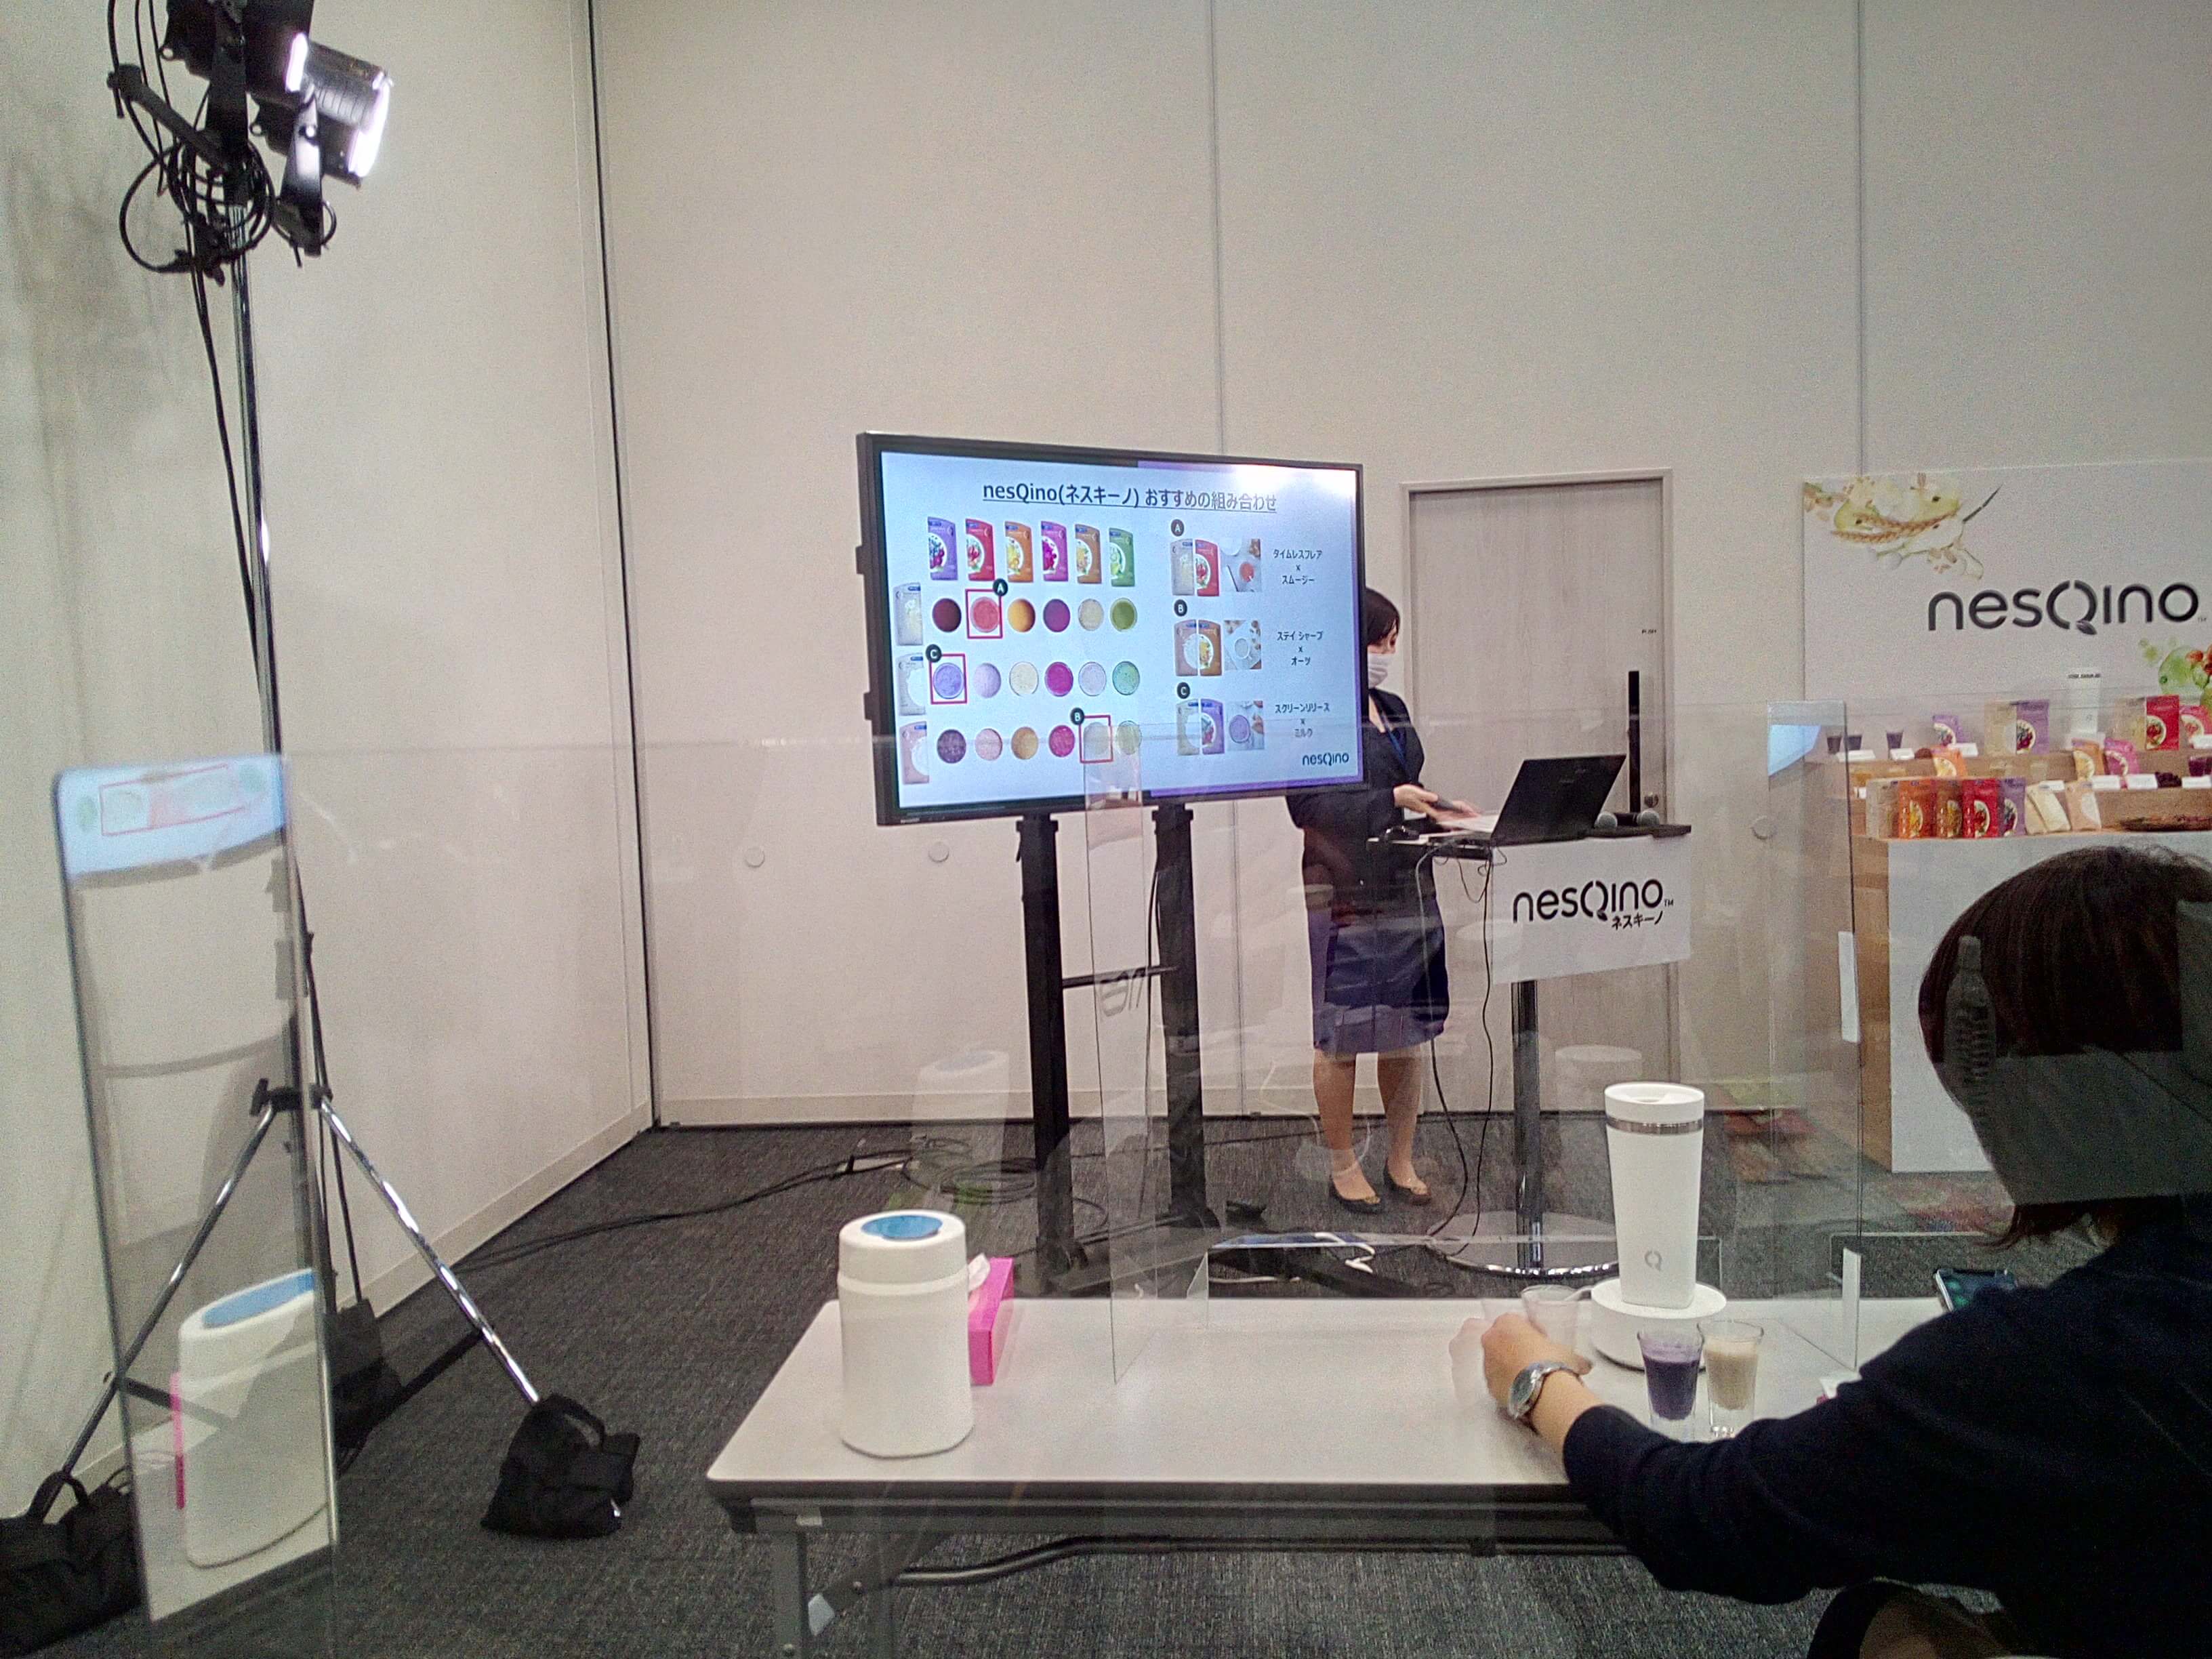 nesQino(ネスキーノ) おすすめの組み合わせ
A
タイムレスフレア
x
スムージー
A
B
ステイ シャープ
x
オーツ
C
C
スクリーンリリース
x
ミルク
B
nesQino
nesQino
nesQino™
ネスキーノ